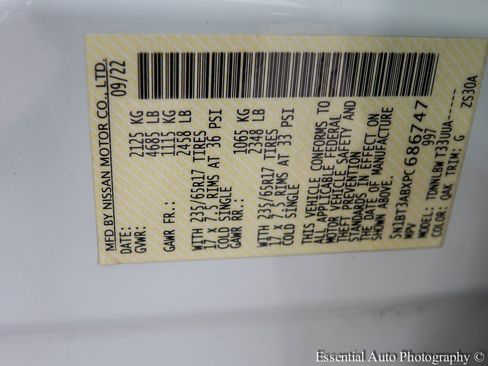 MFD BY NISSAN MOTOR CO., LTD.
DATE: 09/22
GVWR: 2125 KG
4685 LB
GAWR FR.: 1115 KG
2458 LB
WITH 235/65R17 TIRES
17 X 7.5 RIMS AT 36 PSI
COLD SINGLE
GAWR RR.: 1065 KG
2348 LB
WITH 235/65R17 TIRES
17 X 7.5 RIMS AT 33 PSI
COLD SINGLE
THIS VEHICLE CONFORMS TO
ALL APPLICABLE FEDERAL
MOTOR VEHICLE SAFETY AND
THEFT PREVENTION
STANDARDS IN EFFECT ON
THE DATE OF MANUFACTURE
SHOWN ABOVE.
5N1BT3ABXPC686747
MPV 997
MODEL: TDNNLBW T33UUA-----
COLOR: QAK TRIM: G ZS30A
Essential Auto Photography ©